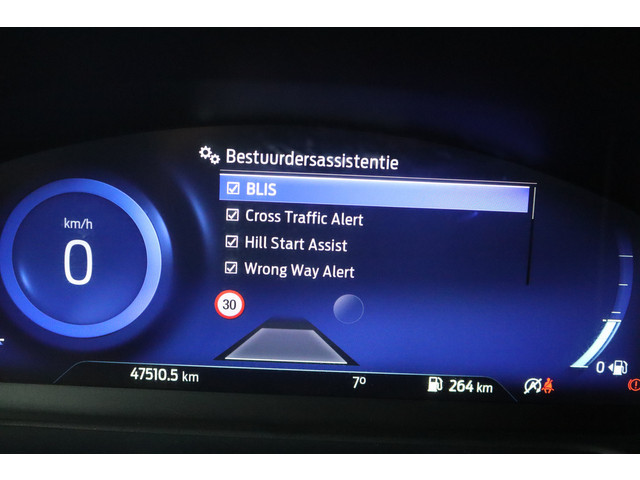 Bestuurdersassistentie
BLIS
Cross Traffic Alert
Hill Start Assist
Wrong Way Alert
km/h
0
30
0
47510.5 km
7º
264 km